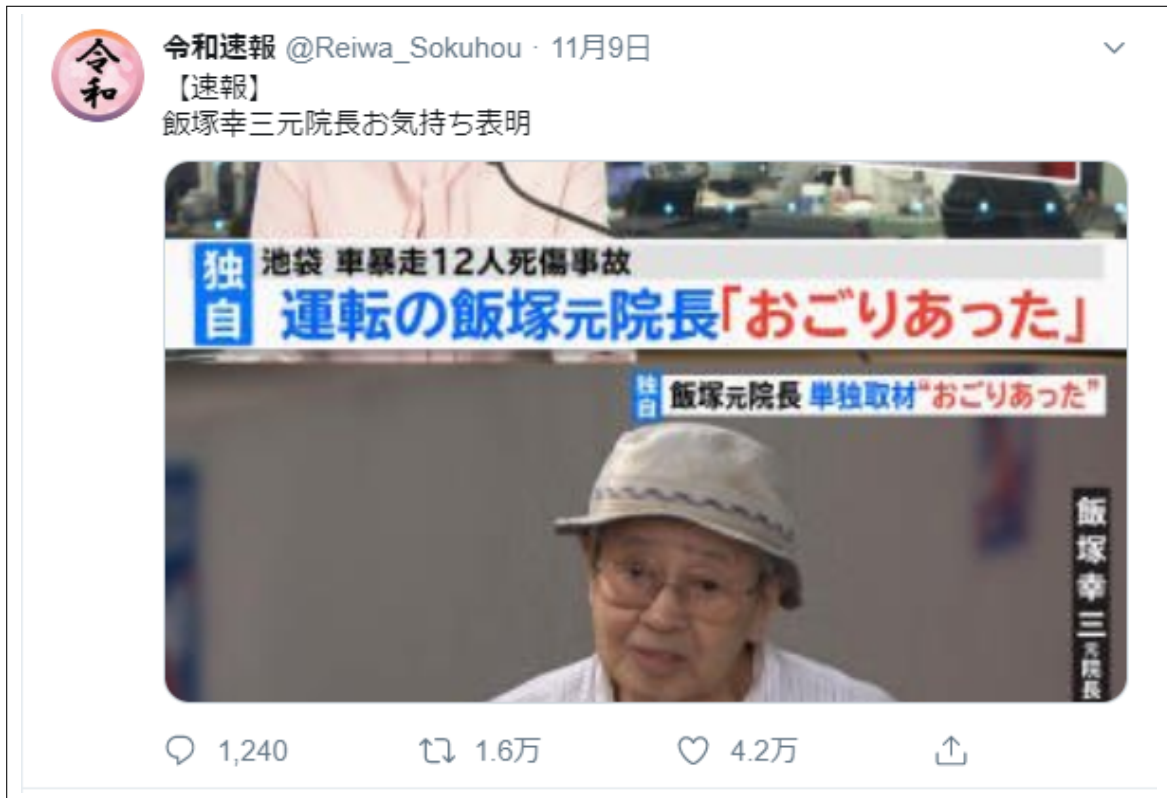 令和
令和速報 @Reiwa_Sokuhou · 11月9日
【速報】
飯塚幸三元院長お気持ち表明
独自
池袋 車暴走12人死傷事故
運転の飯塚元院長「おごりあった」
独自 飯塚元院長 単独取材“おごりあった”
飯塚幸三元院長
1,240 1.6万 4.2万